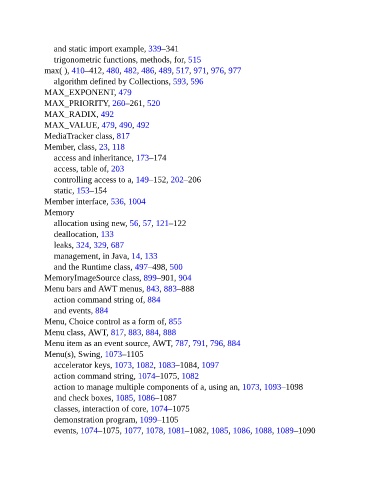 and static import example, 339–341
trigonometric functions, methods, for, 515
max( ), 410–412, 480, 482, 486, 489, 517, 971, 976, 977
algorithm defined by Collections, 593, 596
MAX_EXPONENT, 479
MAX_PRIORITY, 260–261, 520
MAX_RADIX, 492
MAX_VALUE, 479, 490, 492
MediaTracker class, 817
Member, class, 23, 118
access and inheritance, 173–174
access, table of, 203
controlling access to a, 149–152, 202–206
static, 153–154
Member interface, 536, 1004
Memory
allocation using new, 56, 57, 121–122
deallocation, 133
leaks, 324, 329, 687
management, in Java, 14, 133
and the Runtime class, 497–498, 500
MemoryImageSource class, 899–901, 904
Menu bars and AWT menus, 843, 883–888
action command string of, 884
and events, 884
Menu, Choice control as a form of, 855
Menu class, AWT, 817, 883, 884, 888
Menu item as an event source, AWT, 787, 791, 796, 884
Menu(s), Swing, 1073–1105
accelerator keys, 1073, 1082, 1083–1084, 1097
action command string, 1074–1075, 1082
action to manage multiple components of a, using an, 1073, 1093–1098
and check boxes, 1085, 1086–1087
classes, interaction of core, 1074–1075
demonstration program, 1099–1105
events, 1074–1075, 1077, 1078, 1081–1082, 1085, 1086, 1088, 1089–1090